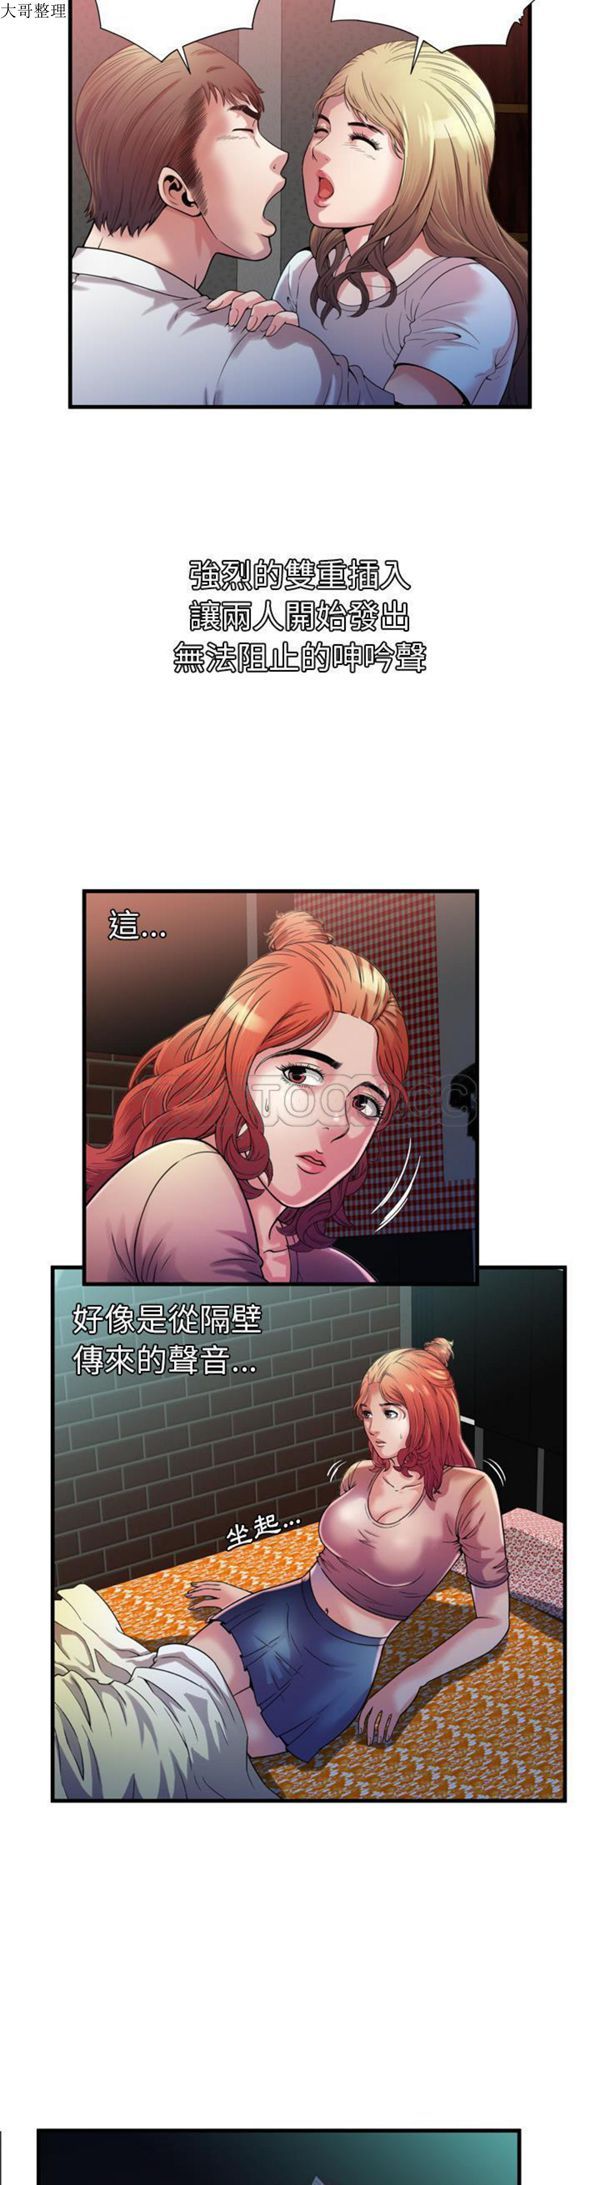 大哥整理
強烈的雙重插入
讓兩人開始發出
無法阻止的呻吟聲
這...
好像是從隔壁
傳來的聲音...
坐起...